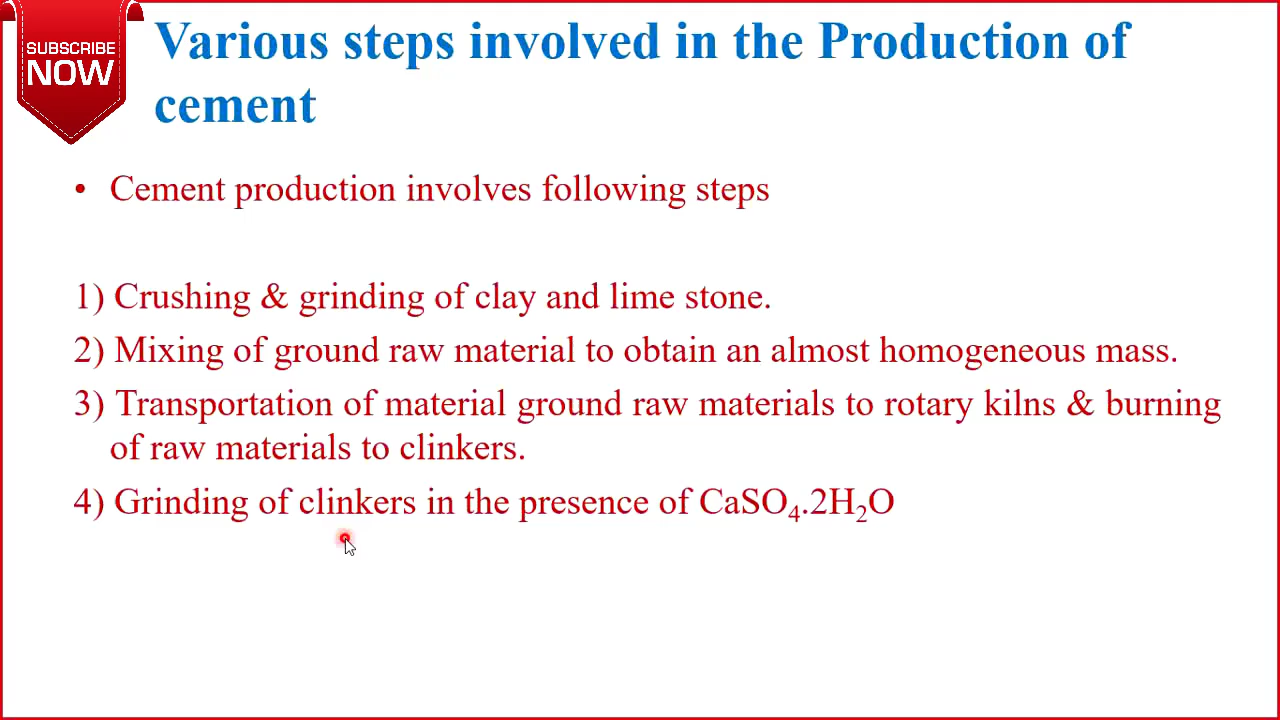 SUBSCRIBE
NOW
Various steps involved in the Production of
cement
• Cement production involves following steps
1) Crushing & grinding of clay and lime stone.
2) Mixing of ground raw material to obtain an almost homogeneous mass.
3) Transportation of material ground raw materials to rotary kilns & burning
of raw materials to clinkers.
4) Grinding of clinkers in the presence of CaSO₄.2H₂O